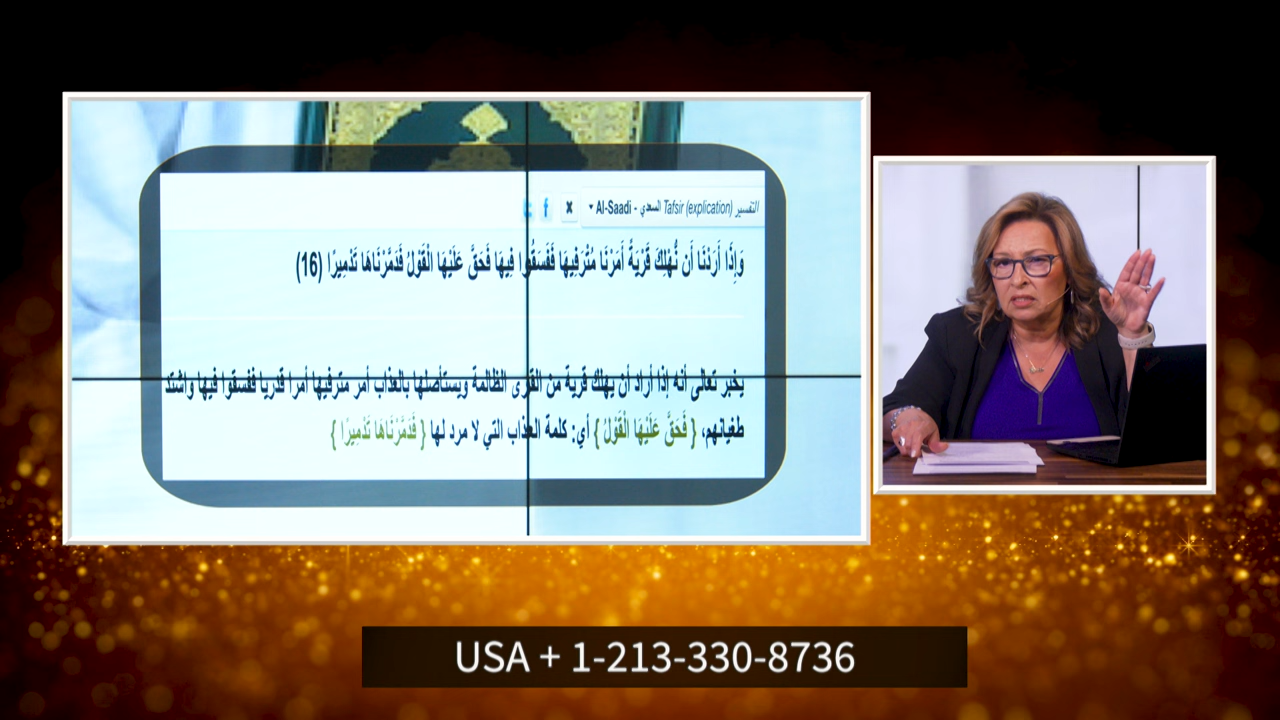 التفسير Tafsir (explication) السعدي - Al-Saadi
وَإِذَا أَرَدْنَا أَن نُّهْلِكَ قَرْيَةً أَمَرْنَا مُتْرَفِيهَا فَفَسَقُوا فِيهَا فَحَقَّ عَلَيْهَا الْقَوْلُ فَدَمَّرْنَاهَا تَدْمِيرًا (16)
يخبر تعالى أنه إذا أراد أن يهلك قرية من القرى الظالمة ويستأصلها بالعذاب أمر مترفيها أمرا قدريا ففسقوا فيها واشتد
طغيانهم، { فَحَقَّ عَلَيْهَا الْقَوْلُ } أي: كلمة العذاب التي لا مرد لها { فَدَمَّرْنَاهَا تَدْمِيرًا }
USA + 1-213-330-8736